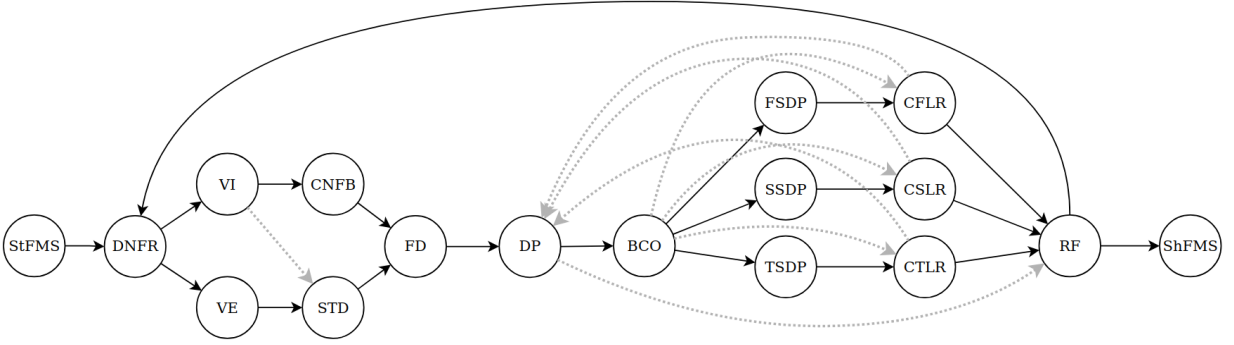 StFMS
DNFR
VI
VE
CNFB
STD
FD
DP
BCO
FSDP
SSDP
TSDP
CFLR
CSLR
CTLR
RF
ShFMS